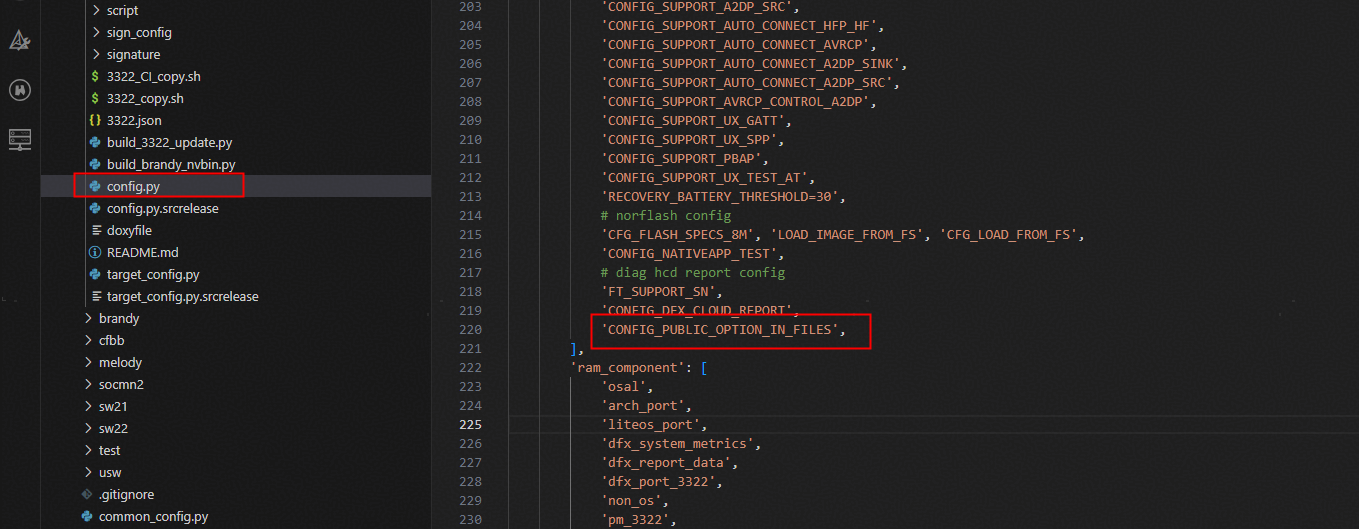 script
sign_config
signature
$ 3322_CI_copy.sh
$ 3322_copy.sh
{} 3322.json
build_3322_update.py
build_brandy_nvbin.py
config.py
config.py.srcrelease
doxyfile
README.md
target_config.py
target_config.py.srcrelease
brandy
cfbb
melody
socmn2
sw21
sw22
test
usw
.gitignore
common_config.py
203 'CONFIG_SUPPORT_A2DP_SRC',
204 'CONFIG_SUPPORT_AUTO_CONNECT_HFP_HF',
205 'CONFIG_SUPPORT_AUTO_CONNECT_AVRCP',
206 'CONFIG_SUPPORT_AUTO_CONNECT_A2DP_SINK',
207 'CONFIG_SUPPORT_AUTO_CONNECT_A2DP_SRC',
208 'CONFIG_SUPPORT_AVRCP_CONTROL_A2DP',
209 'CONFIG_SUPPORT_UX_GATT',
210 'CONFIG_SUPPORT_UX_SPP',
211 'CONFIG_SUPPORT_PBAP',
212 'CONFIG_SUPPORT_UX_TEST_AT',
213 'RECOVERY_BATTERY_THRESHOLD=30',
214 # norflash config
215 'CFG_FLASH_SPECS_8M', 'LOAD_IMAGE_FROM_FS', 'CFG_LOAD_FROM_FS',
216 'CONFIG_NATIVEAPP_TEST',
217 # diag hcd report config
218 'FT_SUPPORT_SN',
219 'CONFIG_DFX_CLOUD_REPORT',
220 'CONFIG_PUBLIC_OPTION_IN_FILES',
221 ],
222 'ram_component': [
223 'osal',
224 'arch_port',
225 'liteos_port',
226 'dfx_system_metrics',
227 'dfx_report_data',
228 'dfx_port_3322',
229 'non_os',
230 'pm_3322',